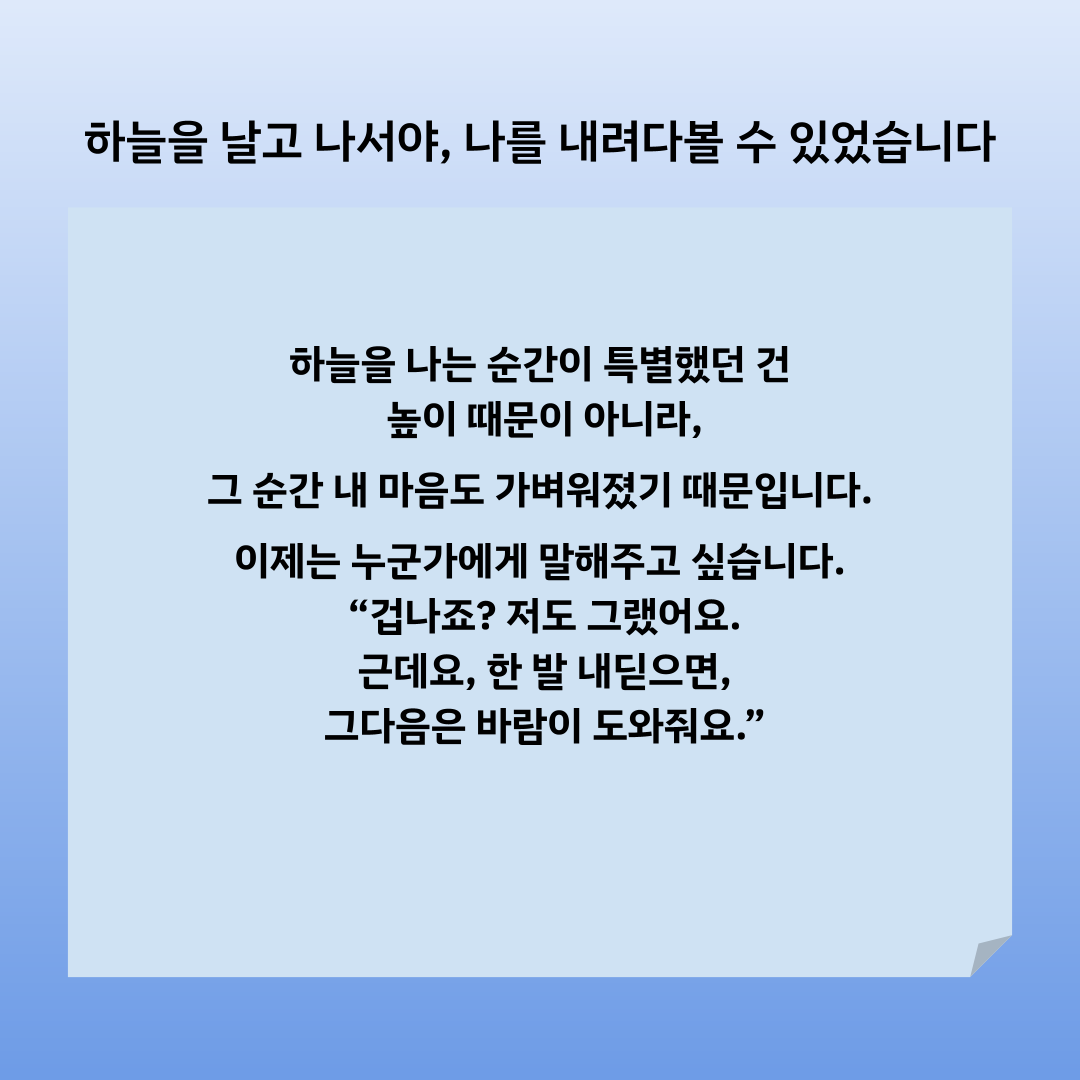 하늘을 날고 나서야, 나를 내려다볼 수 있었습니다
하늘을 나는 순간이 특별했던 건
높이 때문이 아니라,
그 순간 내 마음도 가벼워졌기 때문입니다.
이제는 누군가에게 말해주고 싶습니다.
“겁나죠? 저도 그랬어요.
근데요, 한 발 내딛으면,
그다음은 바람이 도와줘요.”